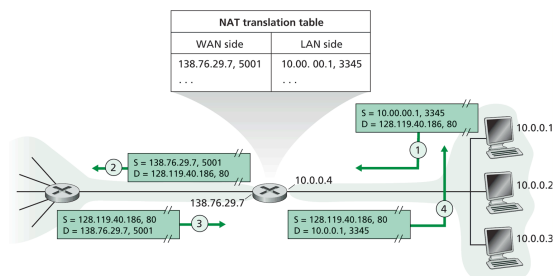 NAT translation table
WAN side LAN side
138.76.29.7, 5001 10.00. 00.1, 3345
. . . . . .
S = 10.00.00.1, 3345
D = 128.119.40.186, 80
1
10.0.0.1
2
S = 138.76.29.7, 5001
D = 128.119.40.186, 80
10.0.0.4
10.0.0.2
138.76.29.7
4
S = 128.119.40.186, 80
D = 138.76.29.7, 5001
3
S = 128.119.40.186, 80
D = 10.0.0.1, 3345
10.0.0.3